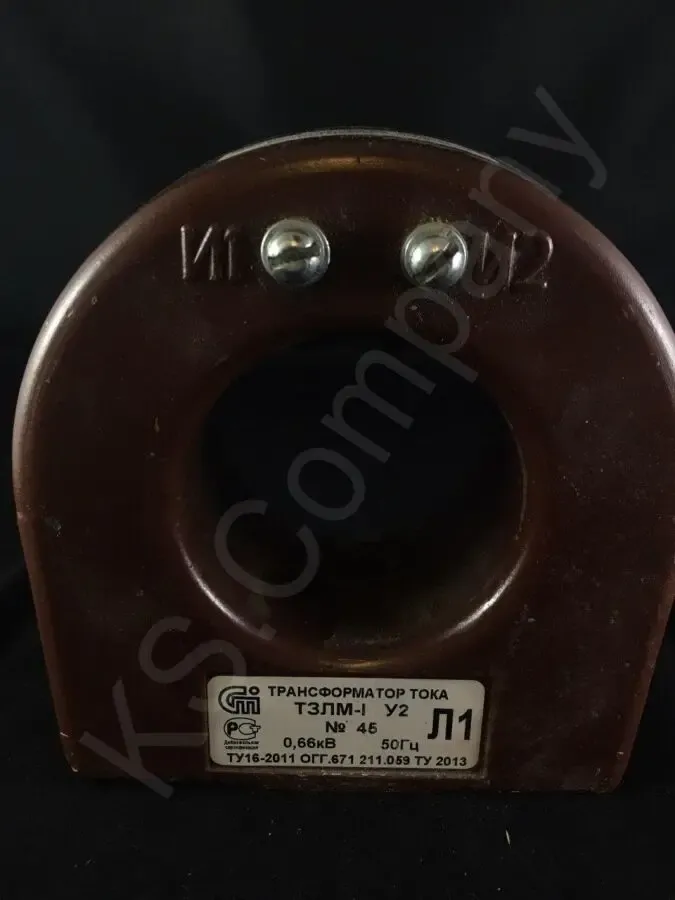 И1 И2
KS.Company
ТРАНСФОРМАТОР ТОКА
ТЗЛМ-I У2
№ 45
Л1
0,66кВ 50Гц
ТУ16-2011 ОГГ.671 211.059 ТУ 2013